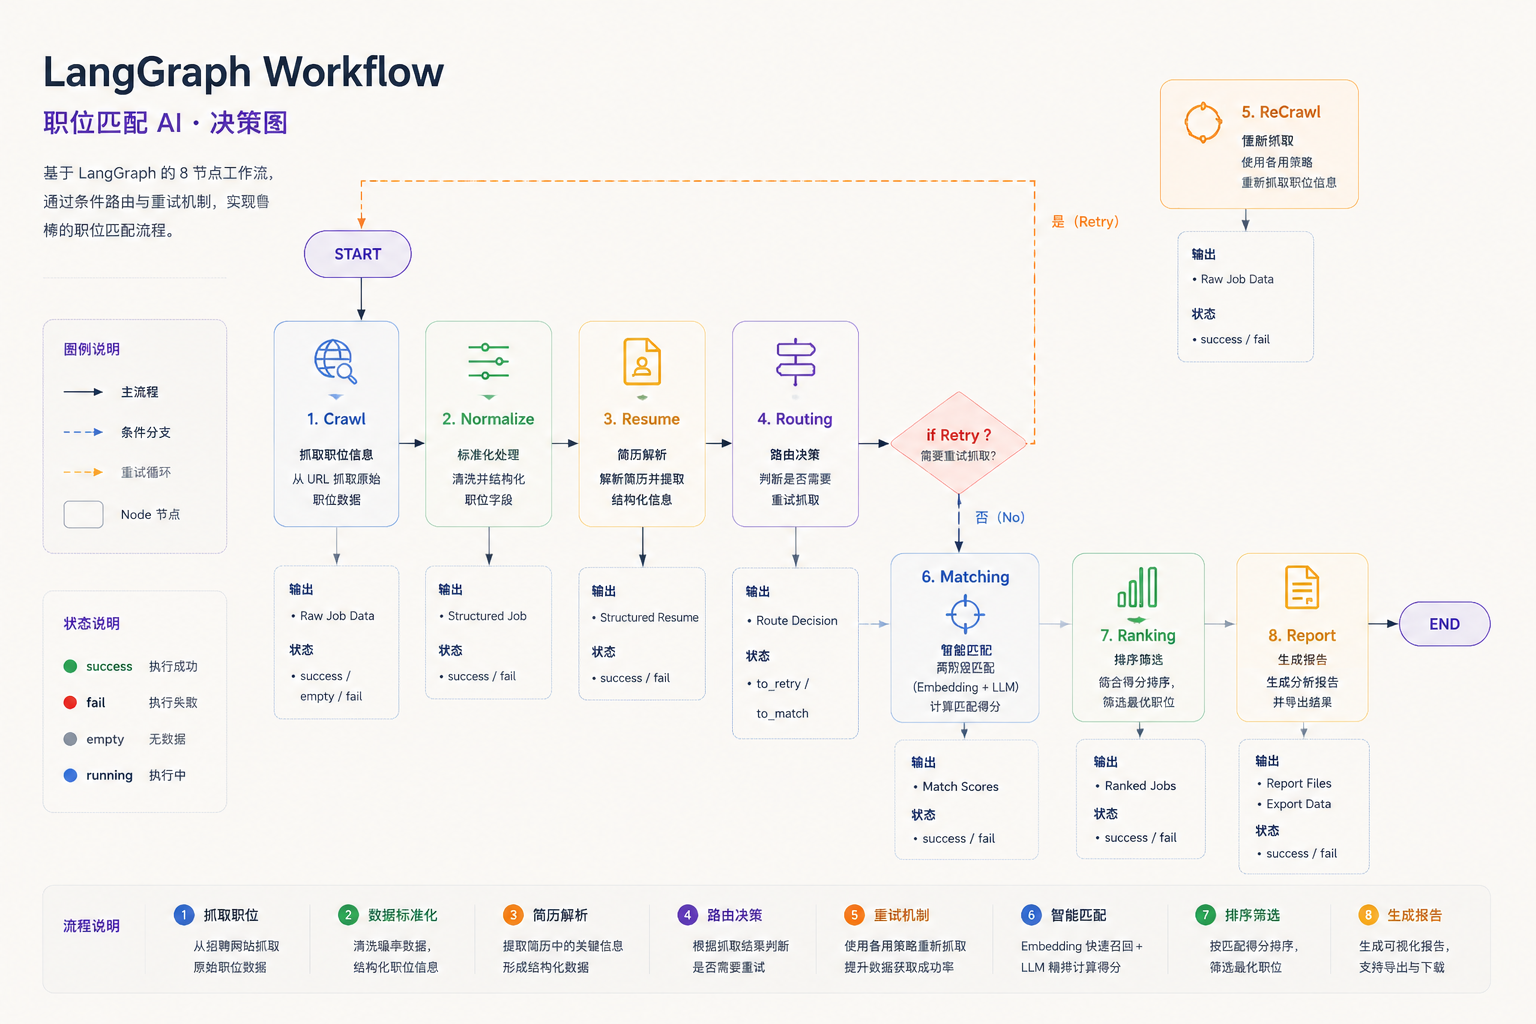 LangGraph Workflow
职位匹配 AI · 决策图
基于 LangGraph 的 8 节点工作流，
通过条件路由与重试机制，实现
的职位匹配流程。
图例说明
主流程
条件分支
重试循环
Node 节点
状态说明
success 执行成功
fail 执行失败
empty 无数据
running 执行中
START
是（Retry）
1. Crawl
抓取职位信息
从 URL 抓取原始
职位数据
输出
• Raw Job Data
状态
• success /
empty / fail
2. Normalize
标准化处理
清洗并结构化
职位字段
输出
• Structured Job
状态
• success / fail
3. Resume
简历解析
解析简历并提取
结构化信息
输出
• Structured Resume
状态
• success / fail
4. Routing
路由决策
判断是否需要
重试抓取
输出
• Route Decision
状态
• to_retry /
to_match
if Retry ?
需要重试抓取?
否（No）
5. ReCrawl
重新抓取
使用各用策略
重新抓取职位信息
输出
• Raw Job Data
状态
• success / fail
6. Matching
智能匹配
匹配
（Embedding + LLM）
计算匹配得分
输出
• Match Scores
状态
• success / fail
7. Ranking
排序筛选
合得分排序，
筛选最优职位
输出
• Ranked Jobs
状态
• success / fail
8. Report
生成报告
生成分析报告
并导出结果
输出
• Report Files
• Export Data
状态
• success / fail
END
流程说明
1 抓取职位
从招聘网站抓取
原始职位数据
2 数据标准化
清洗数据，
结构化职位信息
3 简历解析
提取简历中的关键信息
形成结构化数据
4 路由决策
根据抓取结果判断
是否需要重试
5 重试机制
使用各用策略重新抓取
提升数据获取成功率
6 智能匹配
Embedding 快速召回 +
LLM 精排计算得分
7 排序筛选
按匹配得分排序，
筛选最化职位
8 生成报告
生成可视化报告，
支持导出与下载